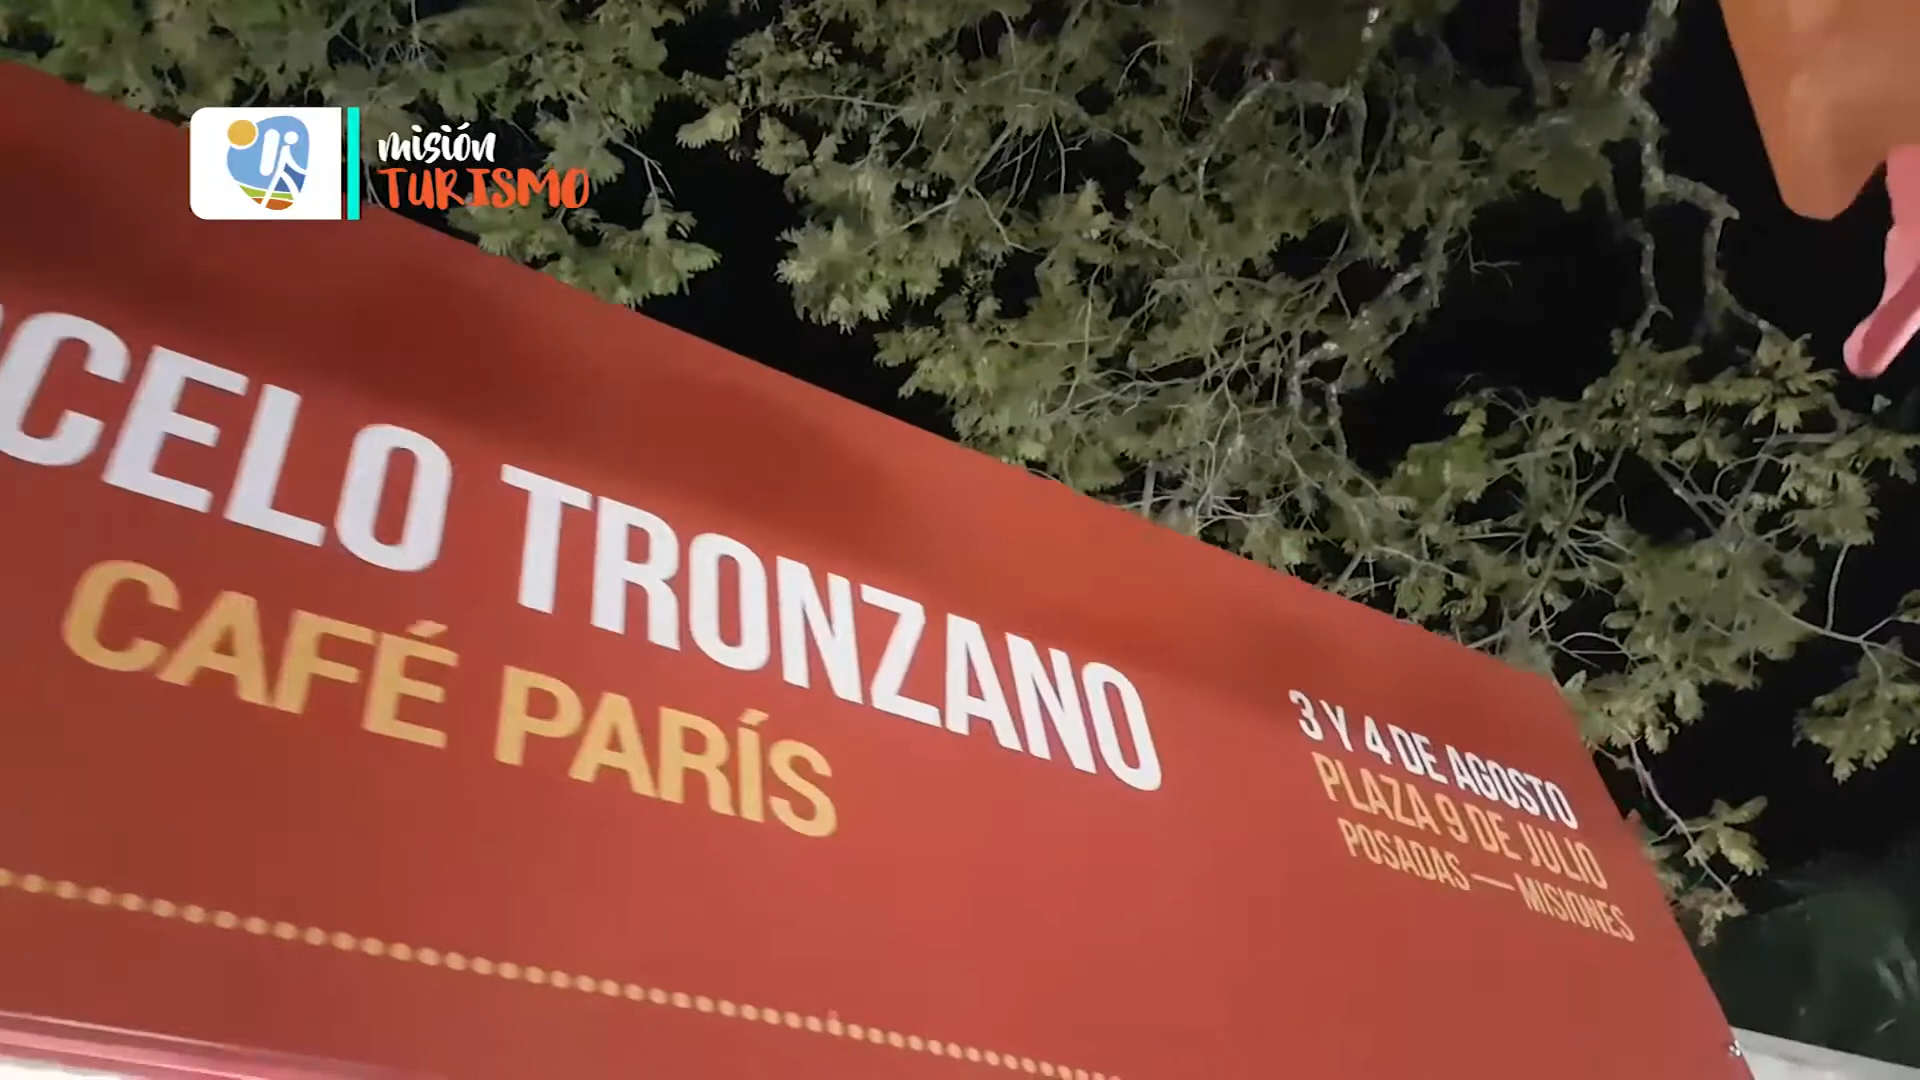 misión
TURISMO
CELO TRONZANO
CAFÉ PARÍS
3 Y 4 DE AGOSTO
PLAZA 9 DE JULIO
POSADAS — MISIONES